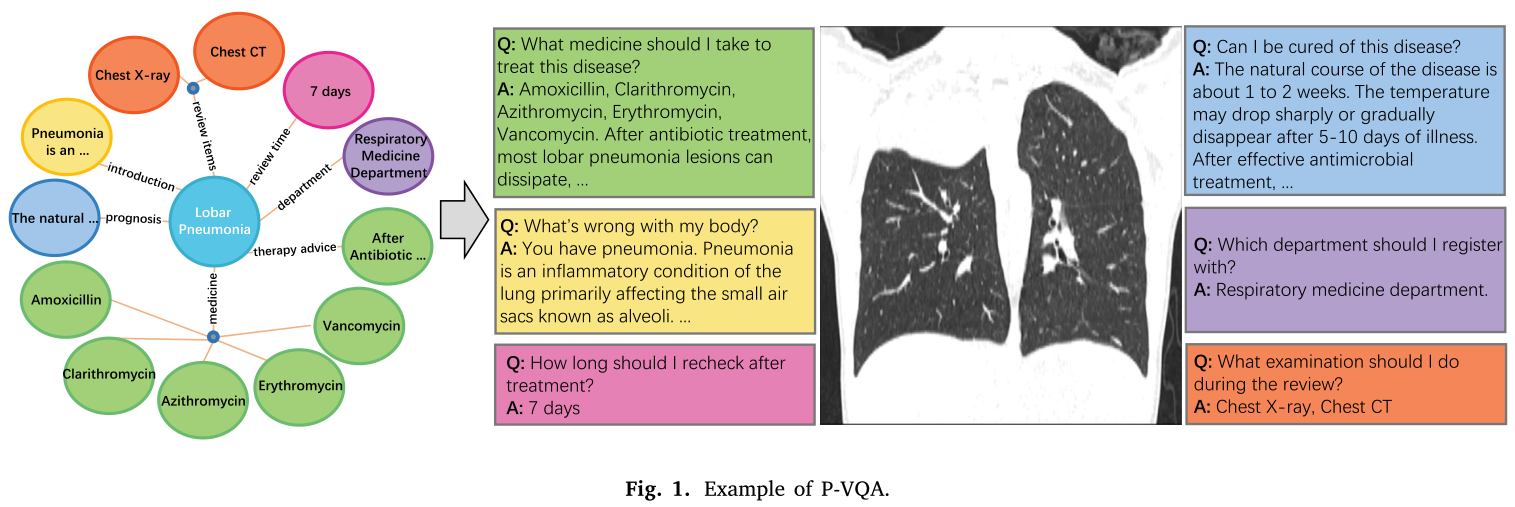 Chest CT
Chest X-ray
7 days
Pneumonia
is an ...
Respiratory
Medicine
Department
review items
review time
introduction
department
The natural ...
prognosis
Lobar
Pneumonia
therapy advice
After
Antibiotic ...
medicine
Amoxicillin
Vancomycin
Clarithromycin
Azithromycin
Erythromycin
Q: What medicine should I take to
treat this disease?
A: Amoxicillin, Clarithromycin,
Azithromycin, Erythromycin,
Vancomycin. After antibiotic treatment,
most lobar pneumonia lesions can
dissipate, ...
Q: What's wrong with my body?
A: You have pneumonia. Pneumonia
is an inflammatory condition of the
lung primarily affecting the small air
sacs known as alveoli. ...
Q: How long should I recheck after
treatment?
A: 7 days
Q: Can I be cured of this disease?
A: The natural course of the disease is
about 1 to 2 weeks. The temperature
may drop sharply or gradually
disappear after 5-10 days of illness.
After effective antimicrobial
treatment, ...
Q: Which department should I register
with?
A: Respiratory medicine department.
Q: What examination should I do
during the review?
A: Chest X-ray, Chest CT
Fig. 1. Example of P-VQA.